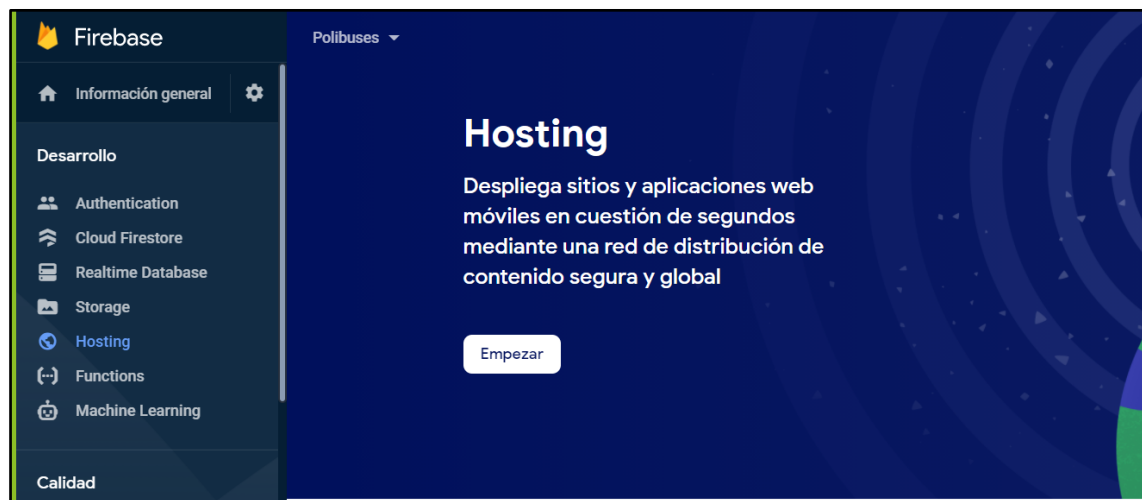 Firebase
Polibuses
Información general
Desarrollo
Authentication
Cloud Firestore
Realtime Database
Storage
Hosting
Functions
Machine Learning
Calidad
Hosting
Despliega sitios y aplicaciones web
móviles en cuestión de segundos
mediante una red de distribución de
contenido segura y global
Empezar